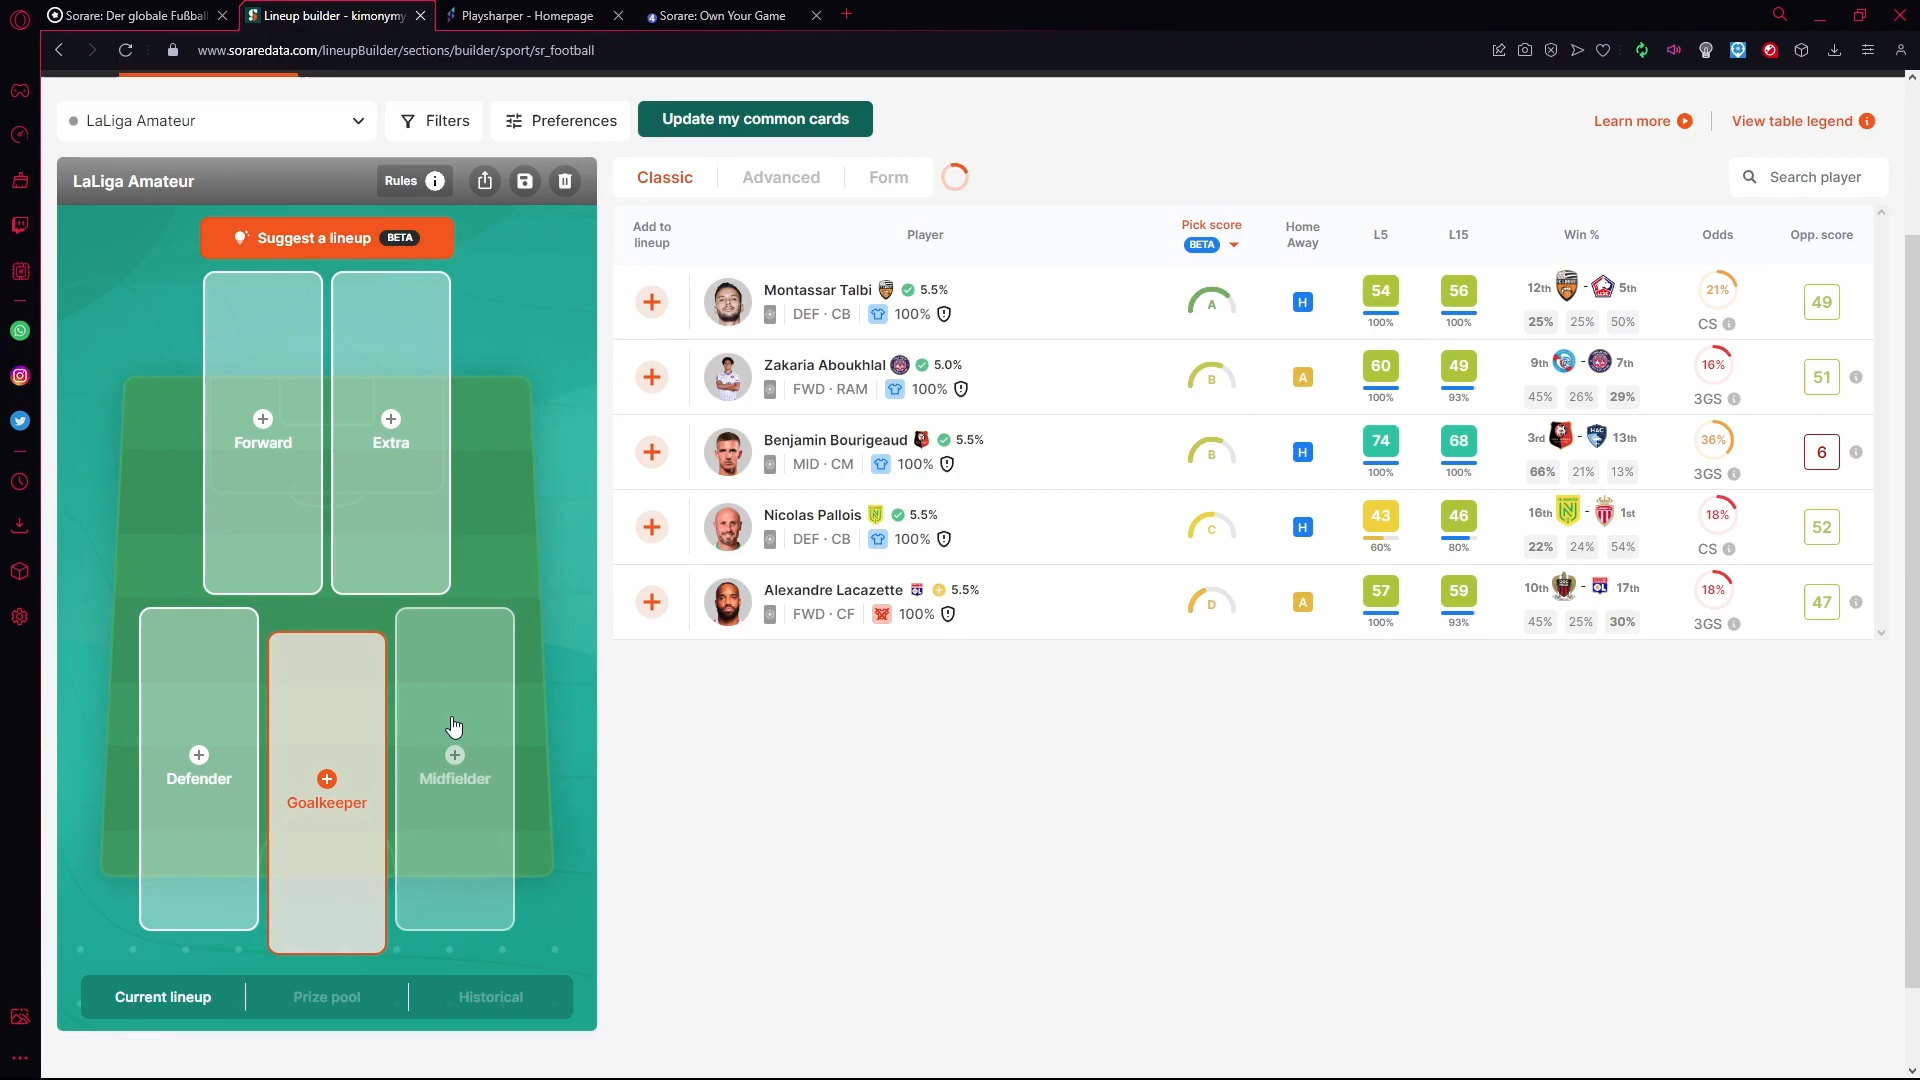 Sorare: Der globale Fußball
Lineup builder - kimonymy
Playsharper - Homepage
Sorare: Own Your Game
www.soraredata.com/lineupBuilder/sections/builder/sport/sr_football
LaLiga Amateur
Filters
Preferences
Update my common cards
Learn more
View table legend
LaLiga Amateur
Rules
Suggest a lineup BETA
Forward
Extra
Defender
Goalkeeper
Midfielder
Current lineup
Prize pool
Historical
Classic
Advanced
Form
Search player
Add to
lineup
Player
Pick score
BETA
Home
Away
L5
L15
Win %
Odds
Opp. score
Montassar Talbi 5.5%
DEF · CB 100%
A
H
54
100%
56
100%
12th - 5th
25% 25% 50%
21%
CS
49
Zakaria Aboukhlal 5.0%
FWD · RAM 100%
B
A
60
100%
49
93%
9th - 7th
45% 26% 29%
16%
3GS
51
Benjamin Bourigeaud 5.5%
MID · CM 100%
B
H
74
100%
68
100%
3rd - 13th
66% 21% 13%
36%
3GS
6
Nicolas Pallois 5.5%
DEF · CB 100%
C
H
43
60%
46
80%
16th - 1st
22% 24% 54%
18%
CS
52
Alexandre Lacazette 5.5%
FWD · CF 100%
D
A
57
100%
59
93%
10th - 17th
45% 25% 30%
18%
3GS
47